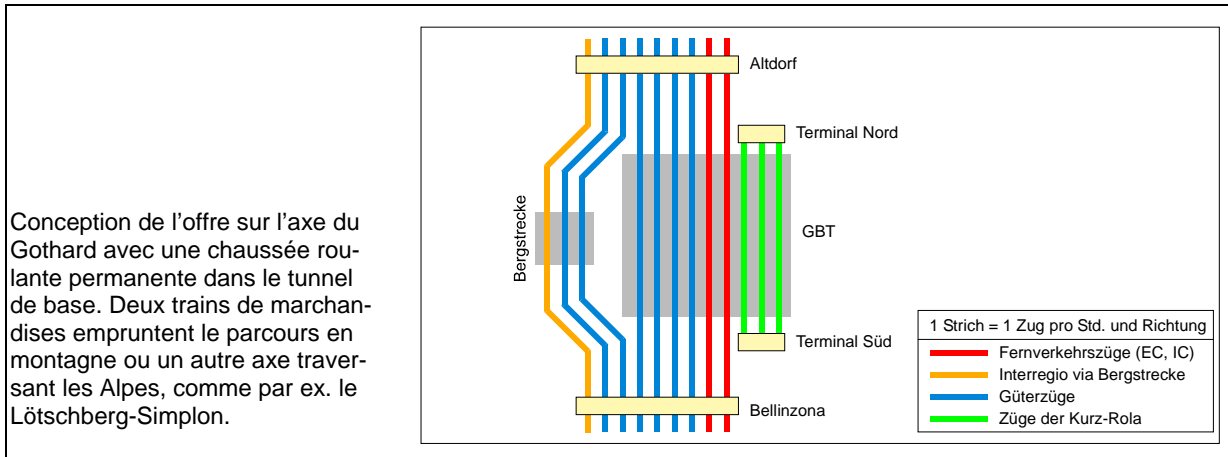 Conception de l'offre sur l'axe du
Gothard avec une chaussée rou-
lante permanente dans le tunnel
de base. Deux trains de marchan-
dises empruntent le parcours en
montagne ou un autre axe traver-
sant les Alpes, comme par ex. le
Lötschberg-Simplon.
Altdorf
Terminal Nord
Bergstrecke
GBT
Terminal Süd
Bellinzona
1 Strich = 1 Zug pro Std. und Richtung
Fernverkehrszüge (EC, IC)
Interregio via Bergstrecke
Güterzüge
Züge der Kurz-Rola